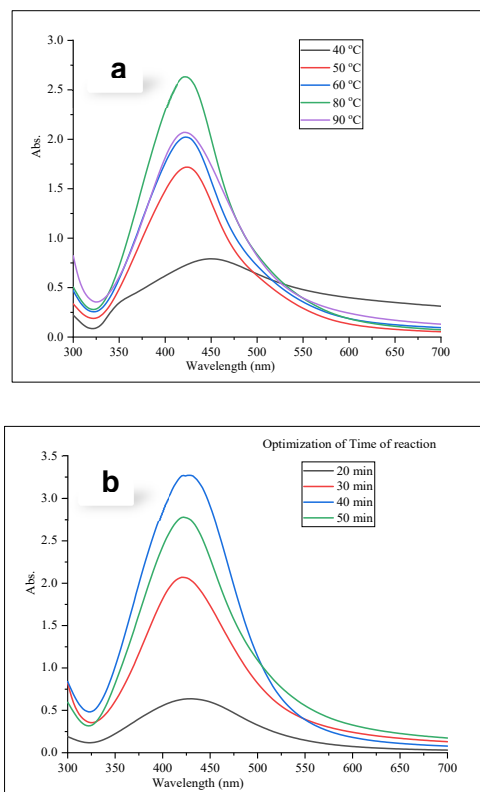 a
40 °C
50 °C
60 °C
80 °C
90 °C
3.0
2.5
2.0
1.5
1.0
0.5
0.0
Abs.
300 350 400 450 500 550 600 650 700
Wavelength (nm)
b
Optimization of Time of reaction
20 min
30 min
40 min
50 min
3.5
3.0
2.5
2.0
1.5
1.0
0.5
0.0
Abs.
300 350 400 450 500 550 600 650 700
Wavelength (nm)